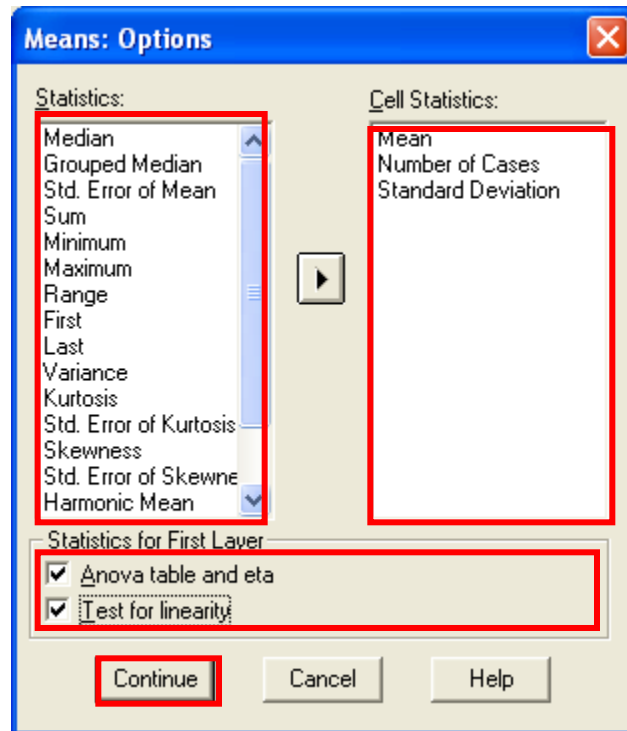 Means: Options
Statistics:
Median
Grouped Median
Std. Error of Mean
Sum
Minimum
Maximum
Range
First
Last
Variance
Kurtosis
Std. Error of Kurtosis
Skewness
Std. Error of Skewne
Harmonic Mean
Cell Statistics:
Mean
Number of Cases
Standard Deviation
Statistics for First Layer
Anova table and eta
Test for linearity
Continue
Cancel
Help